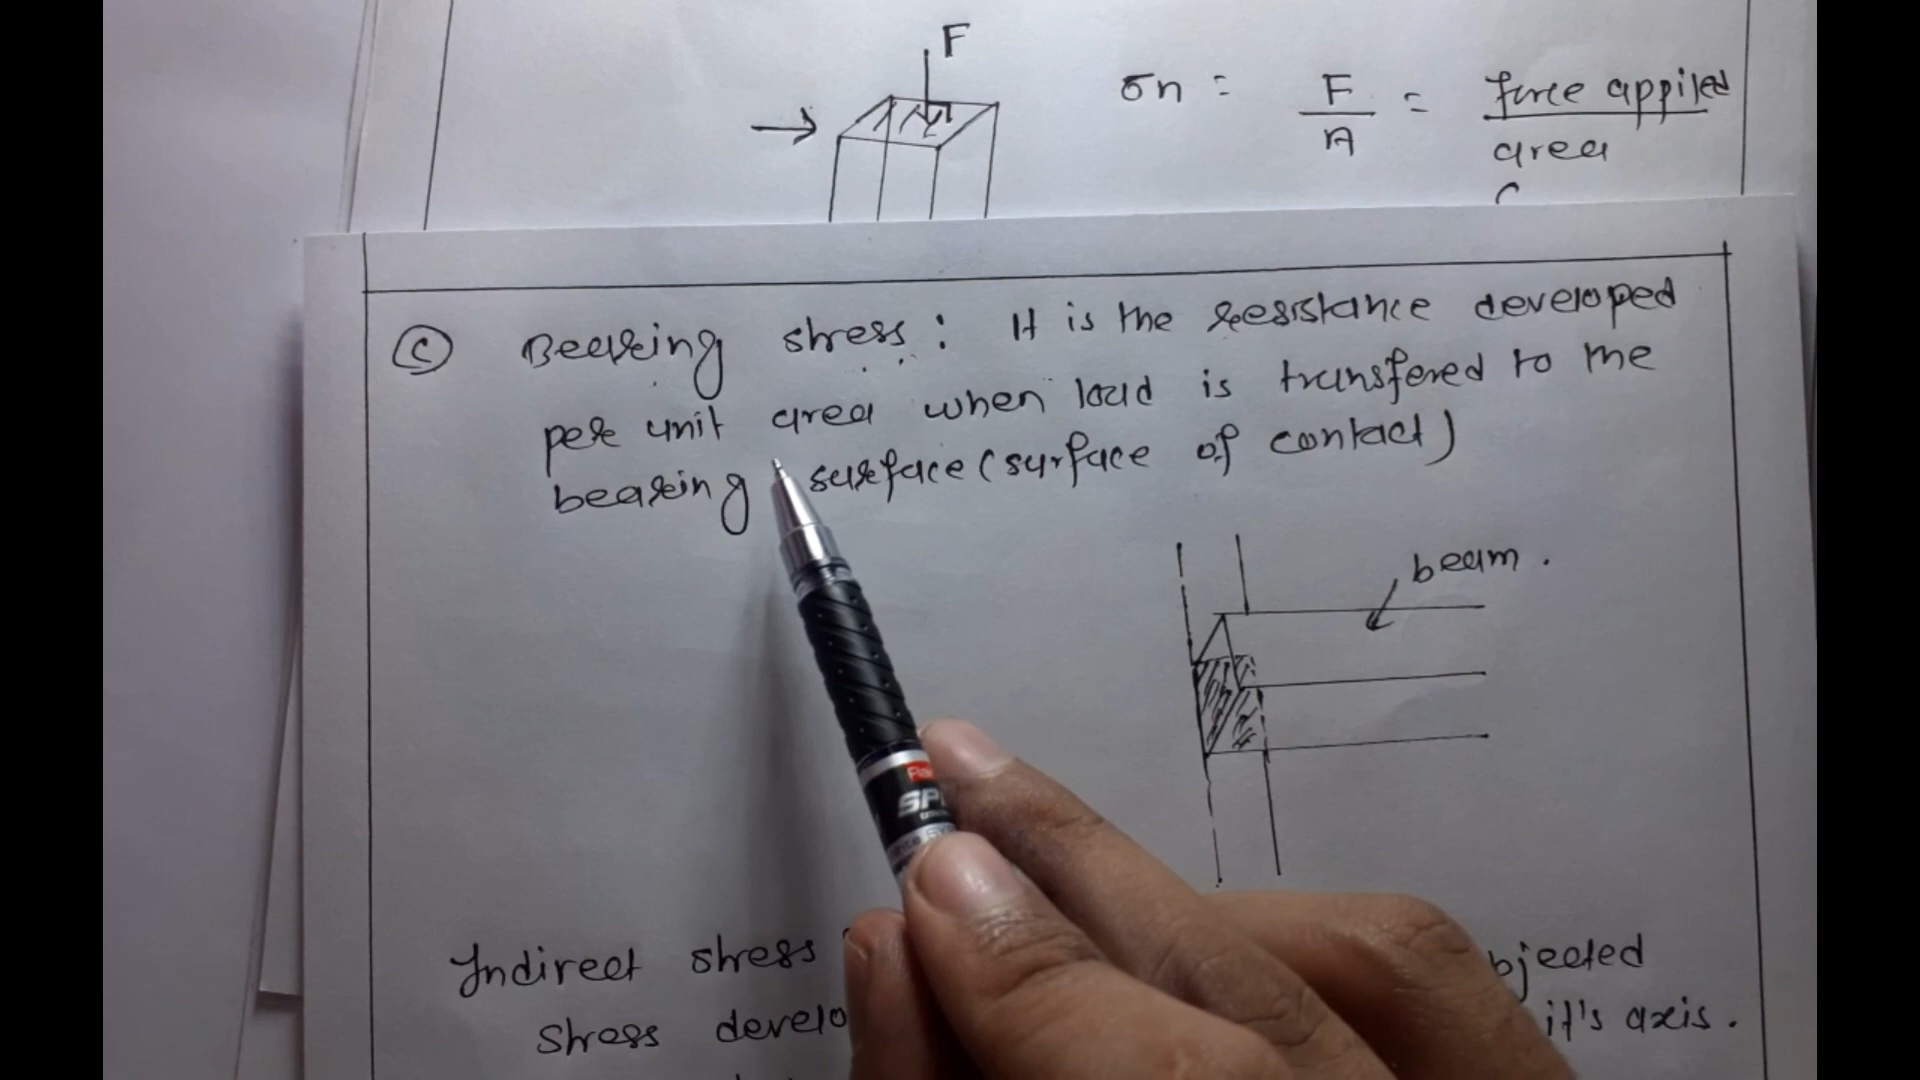 F
σn = F/A = force appiled/area
(c) Bearing stress : It is the resistance developed
per unit area when load is transfered to the
bearing surface (surface of contact)
beam .
Indirect stress
bjected
stress develo
it's axis .